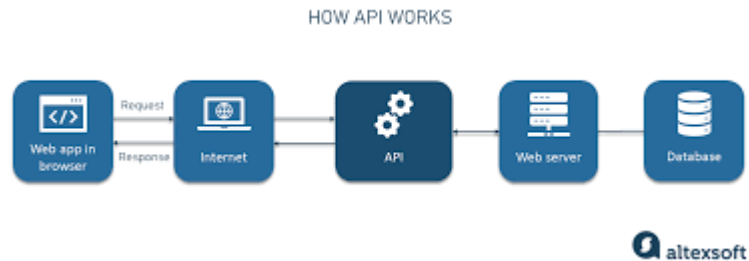 HOW API WORKS
Request
Response
Web app in
browser
</>
Internet
API
Web server
Database
altexsoft